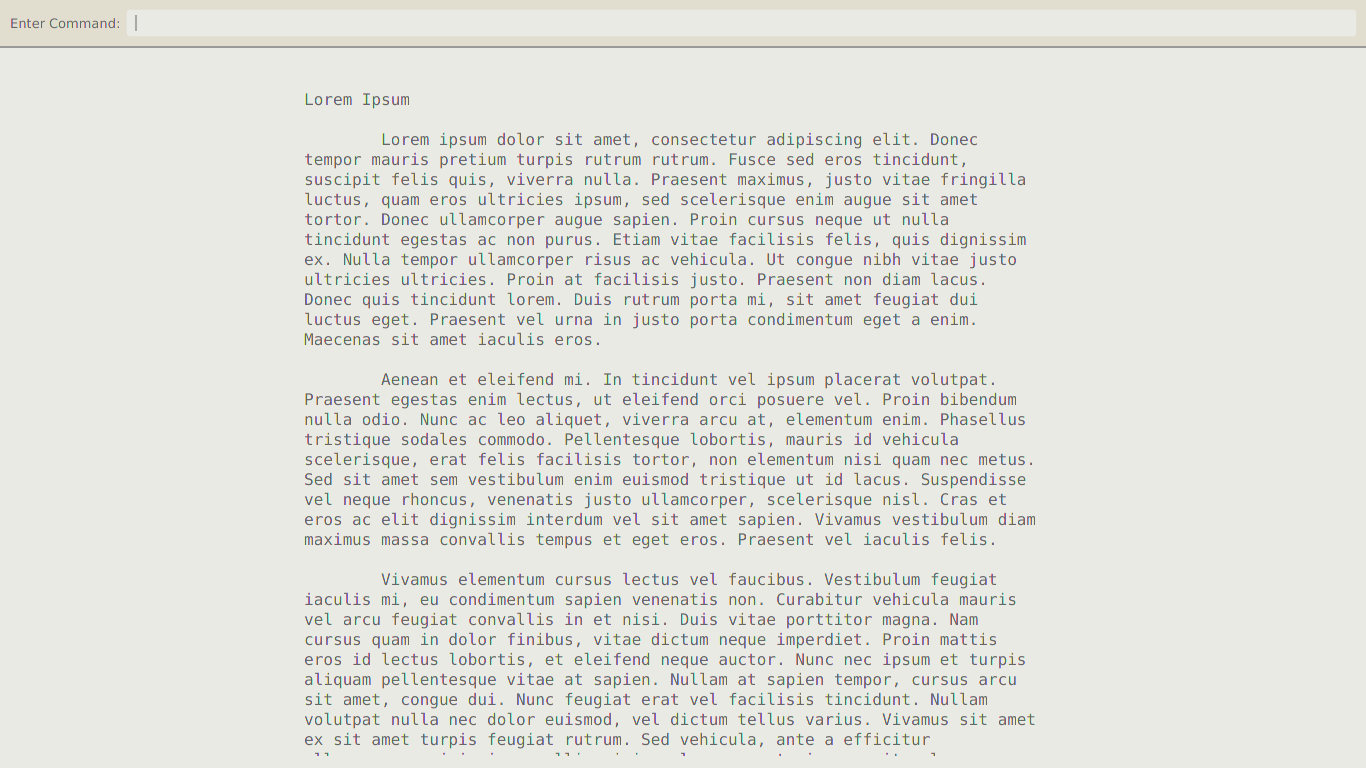 Enter Command:
Lorem Ipsum
Lorem ipsum dolor sit amet, consectetur adipiscing elit. Donec
tempor mauris pretium turpis rutrum rutrum. Fusce sed eros tincidunt,
suscipit felis quis, viverra nulla. Praesent maximus, justo vitae fringilla
luctus, quam eros ultricies ipsum, sed scelerisque enim augue sit amet
tortor. Donec ullamcorper augue sapien. Proin cursus neque ut nulla
tincidunt egestas ac non purus. Etiam vitae facilisis felis, quis dignissim
ex. Nulla tempor ullamcorper risus ac vehicula. Ut congue nibh vitae justo
ultricies ultricies. Proin at facilisis justo. Praesent non diam lacus.
Donec quis tincidunt lorem. Duis rutrum porta mi, sit amet feugiat dui
luctus eget. Praesent vel urna in justo porta condimentum eget a enim.
Maecenas sit amet iaculis eros.
Aenean et eleifend mi. In tincidunt vel ipsum placerat volutpat.
Praesent egestas enim lectus, ut eleifend orci posuere vel. Proin bibendum
nulla odio. Nunc ac leo aliquet, viverra arcu at, elementum enim. Phasellus
tristique sodales commodo. Pellentesque lobortis, mauris id vehicula
scelerisque, erat felis facilisis tortor, non elementum nisi quam nec metus.
Sed sit amet sem vestibulum enim euismod tristique ut id lacus. Suspendisse
vel neque rhoncus, venenatis justo ullamcorper, scelerisque nisl. Cras et
eros ac elit dignissim interdum vel sit amet sapien. Vivamus vestibulum diam
maximus massa convallis tempus et eget eros. Praesent vel iaculis felis.
Vivamus elementum cursus lectus vel faucibus. Vestibulum feugiat
iaculis mi, eu condimentum sapien venenatis non. Curabitur vehicula mauris
vel arcu feugiat convallis in et nisi. Duis vitae porttitor magna. Nam
cursus quam in dolor finibus, vitae dictum neque imperdiet. Proin mattis
eros id lectus lobortis, et eleifend neque auctor. Nunc nec ipsum et turpis
aliquam pellentesque vitae at sapien. Nullam at sapien tempor, cursus arcu
sit amet, congue dui. Nunc feugiat erat vel facilisis tincidunt. Nullam
volutpat nulla nec dolor euismod, vel dictum tellus varius. Vivamus sit amet
ex sit amet turpis feugiat rutrum. Sed vehicula, ante a efficitur